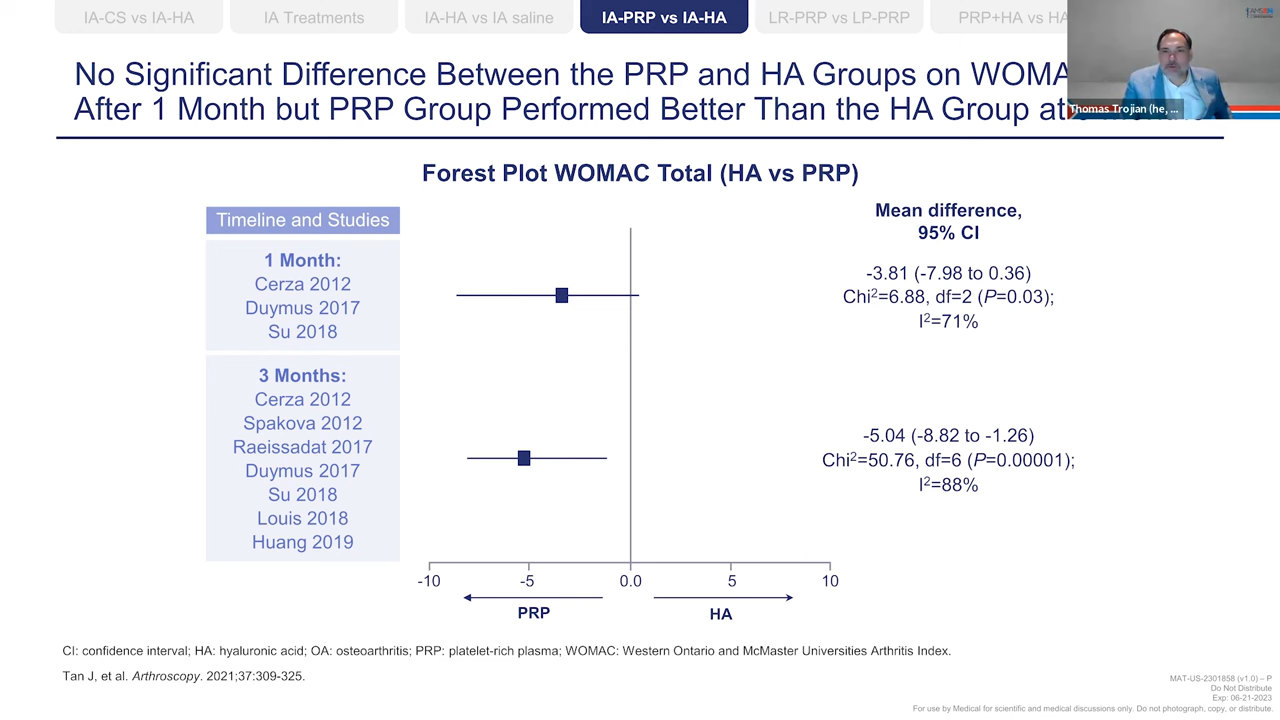 IA-CS vs IA-HA
IA Treatments
IA-HA vs IA saline
IA-PRP vs IA-HA
LR-PRP vs LP-PRP
PRP+HA vs HA
No Significant Difference Between the PRP and HA Groups on
After 1 Month but PRP Group Performed Better Than the HA Group at
Thomas Trojian (he, ...
Forest Plot WOMAC Total (HA vs PRP)
Timeline and Studies
Mean difference,
95% CI
1 Month:
Cerza 2012
Duymus 2017
Su 2018
-3.81 (-7.98 to 0.36)
Chi²=6.88, df=2 (P=0.03);
I²=71%
3 Months:
Cerza 2012
Spakova 2012
Raeissadat 2017
Duymus 2017
Su 2018
Louis 2018
Huang 2019
-5.04 (-8.82 to -1.26)
Chi²=50.76, df=6 (P=0.00001);
I²=88%
-10 -5 0.0 5 10
PRP HA
CI: confidence interval; HA: hyaluronic acid; OA: osteoarthritis; PRP: platelet-rich plasma; WOMAC: Western Ontario and McMaster Universities Arthritis Index.
Tan J, et al. Arthroscopy. 2021;37:309-325.
MAT-US-2301858 (v1.0) – P
Do Not Distribute
Exp: 06-21-2023
For use by Medical for scientific and medical discussions only. Do not photograph, copy, or distribute.